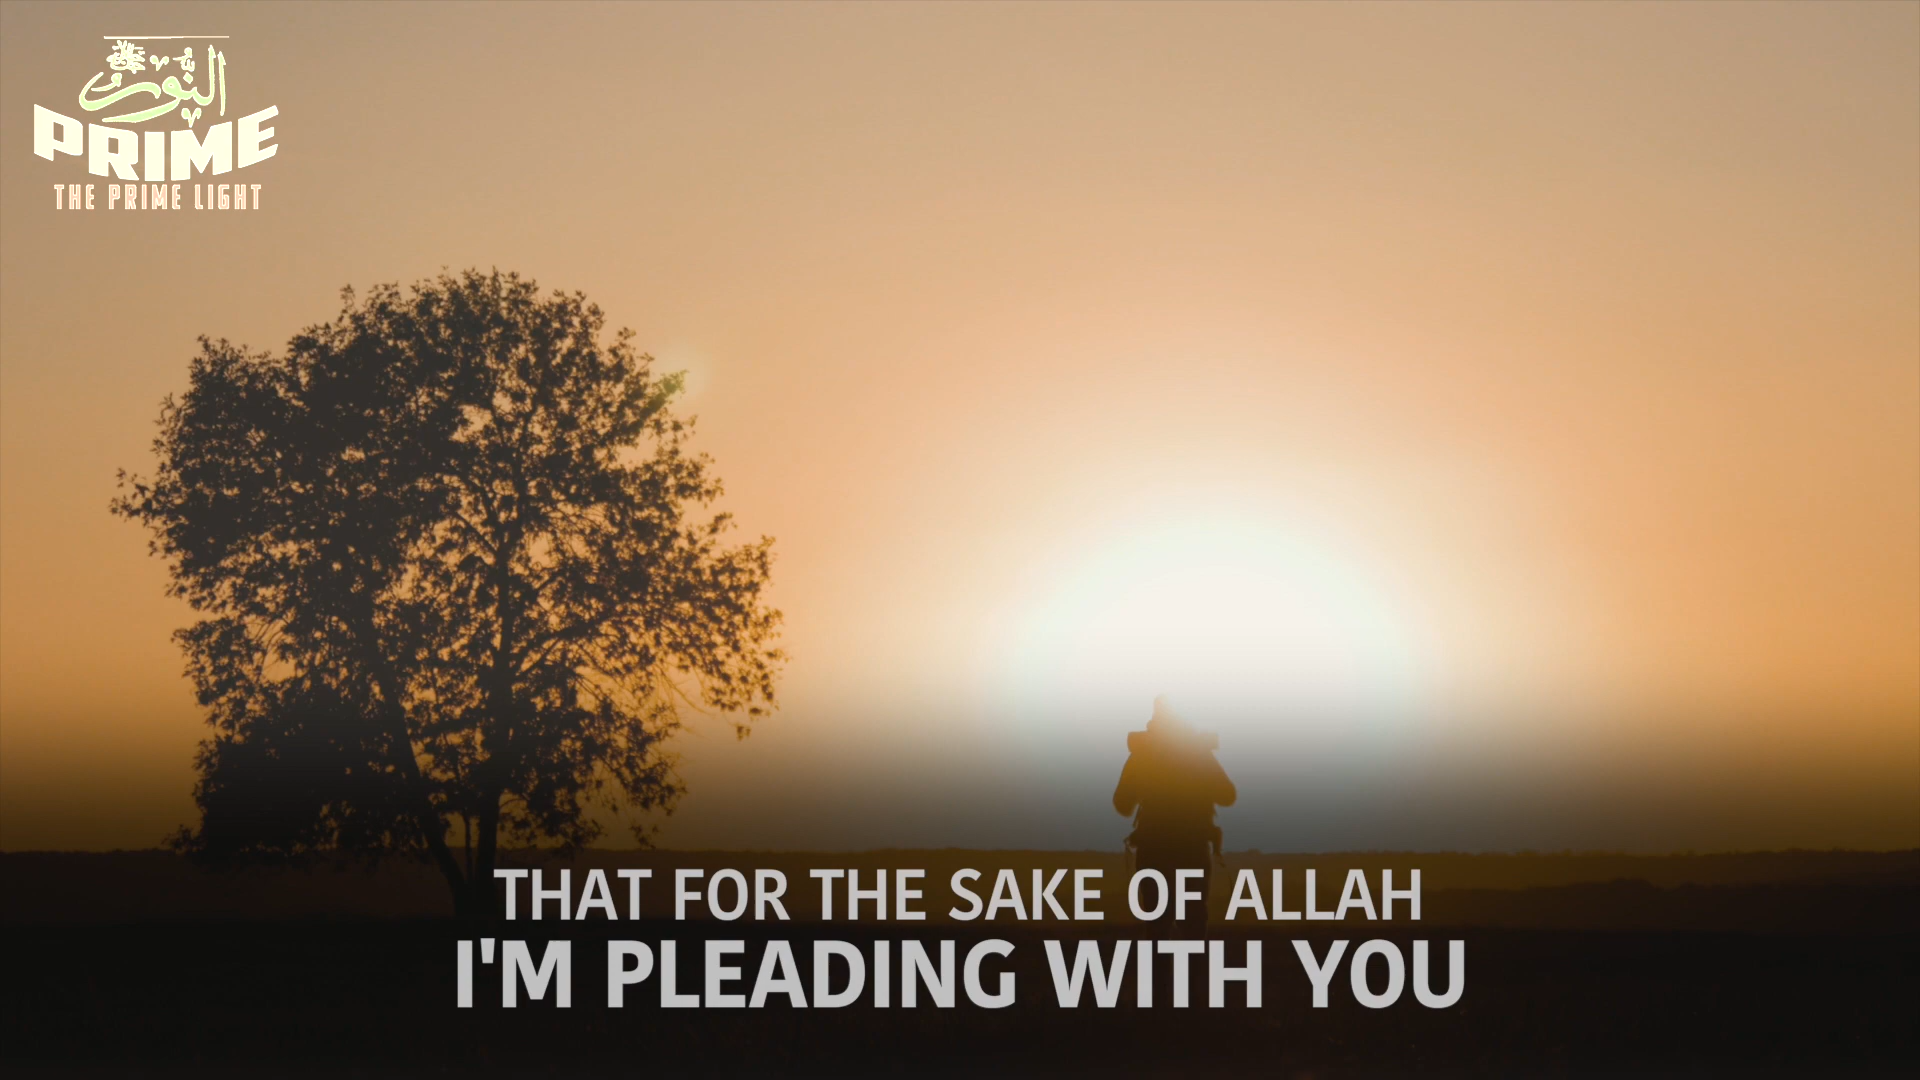 النور
PRIME
THE PRIME LIGHT
THAT FOR THE SAKE OF ALLAH
I'M PLEADING WITH YOU